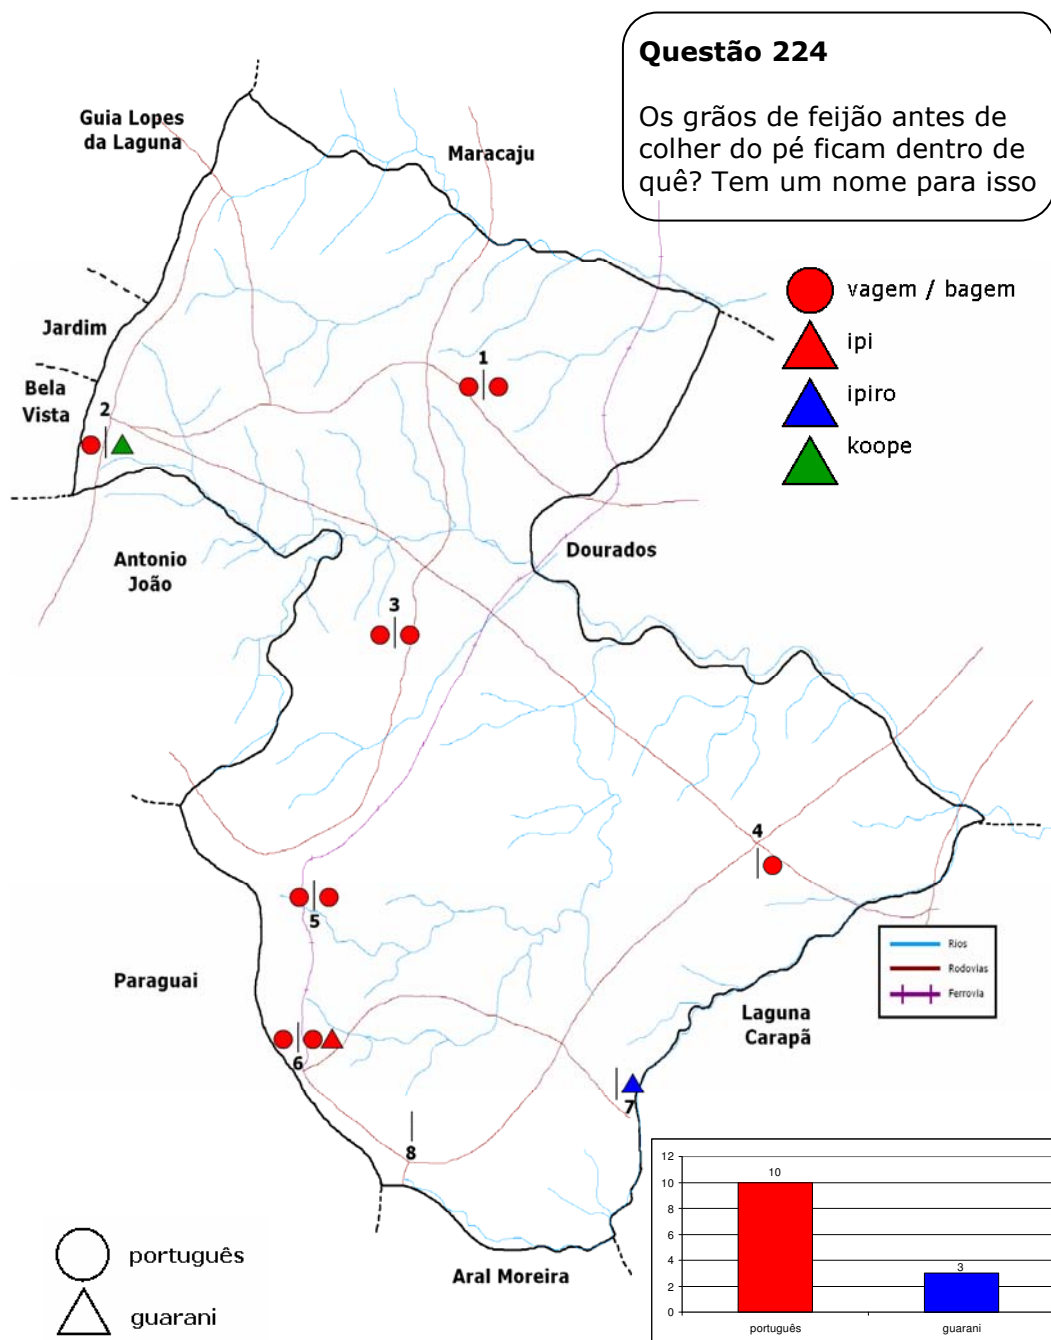 Questão 224
Os grãos de feijão antes de
colher do pé ficam dentro de
quê? Tem um nome para isso
Guia Lopes
da Laguna
Maracaju
vagem / bagem
ipi
ipiro
koope
Jardim
Bela
Vista
1
2
Antonio
João
Dourados
3
4
5
Rios
Rodovias
Ferrovia
Paraguai
Laguna
Carapã
6
7
8
Aral Moreira
português
guarani
12
10
8
6
4
2
0
10
3
português
guarani